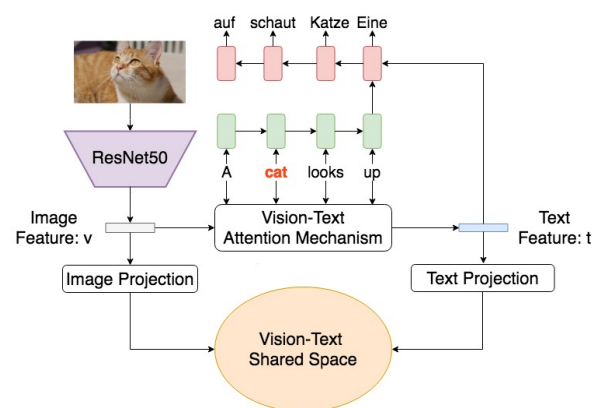 auf schaut Katze Eine
ResNet50
A cat looks up
Image
Feature: v
Vision-Text
Attention Mechanism
Text
Feature: t
Image Projection
Text Projection
Vision-Text
Shared Space